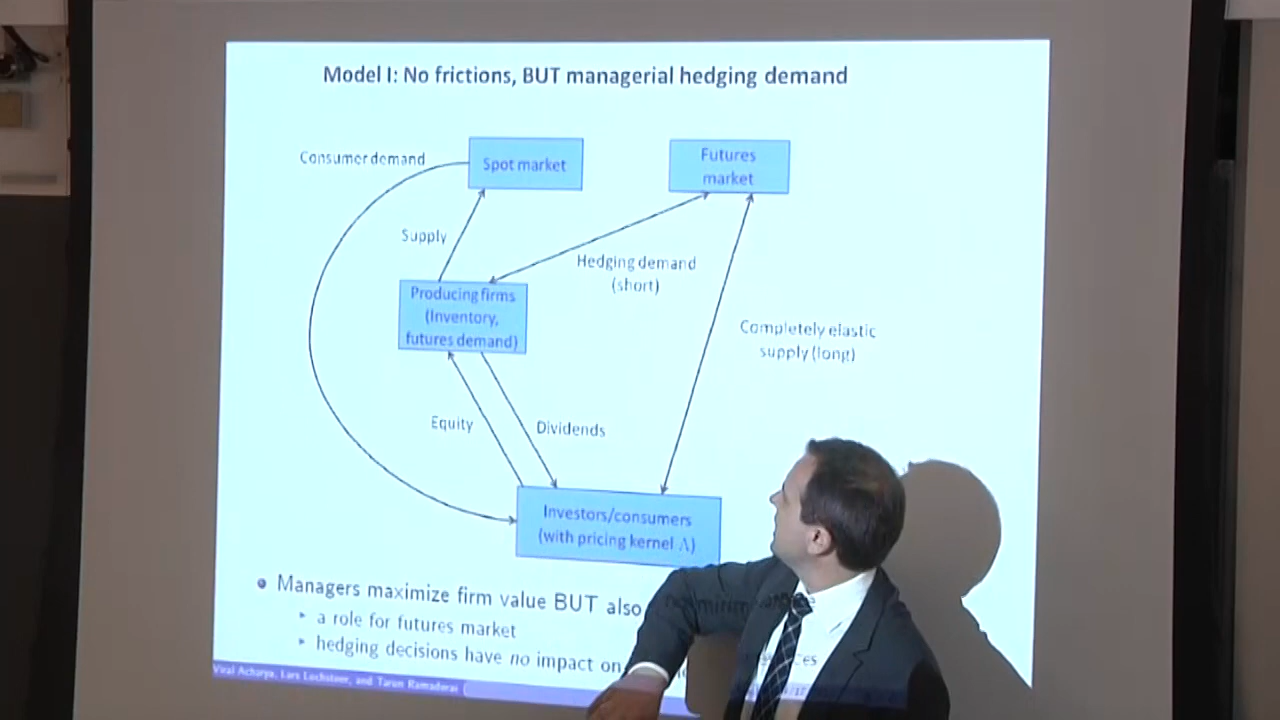 Model I: No frictions, BUT managerial hedging demand
Consumer demand
Spot market
Futures
market
Supply
Hedging demand
(short)
Producing firms
(Inventory,
futures demand)
Completely elastic
supply (long)
Equity
Dividends
Investors/consumers
(with pricing kernel Λ)
Managers maximize firm value BUT also
a role for futures market
hedging decisions have no impact on
Viral Acharya, Lars Lochstoer, and Tarun Ramadorai (